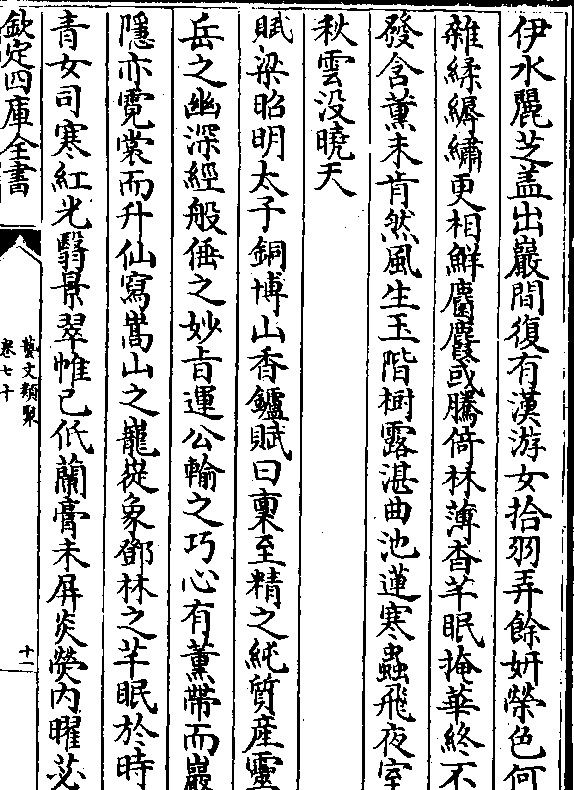 伊水麗芝盖出巖間復有漢游女拾羽弄餘妍榮色何
雜緑縟繡更相鮮麏麚或騰倚林薄杳芊眠掩華終不
發含薰未肯然風生玉階樹露湛曲池蓮寒蟲飛夜室
秋雲没曉天
賦梁昭明太子銅博山香鑪賦曰禀至精之純質産靈
岳之幽深經般倕之妙旨運公輸之巧心有薰帶而巖
隱亦霓裳而升仙寫嵩山之巃嵸象鄧林之芊眠於時
青女司寒紅光翳景翠帷已低蘭膏未屏炎熒内曜苾
欽定四庫全書
藝文類聚
卷七十
十一